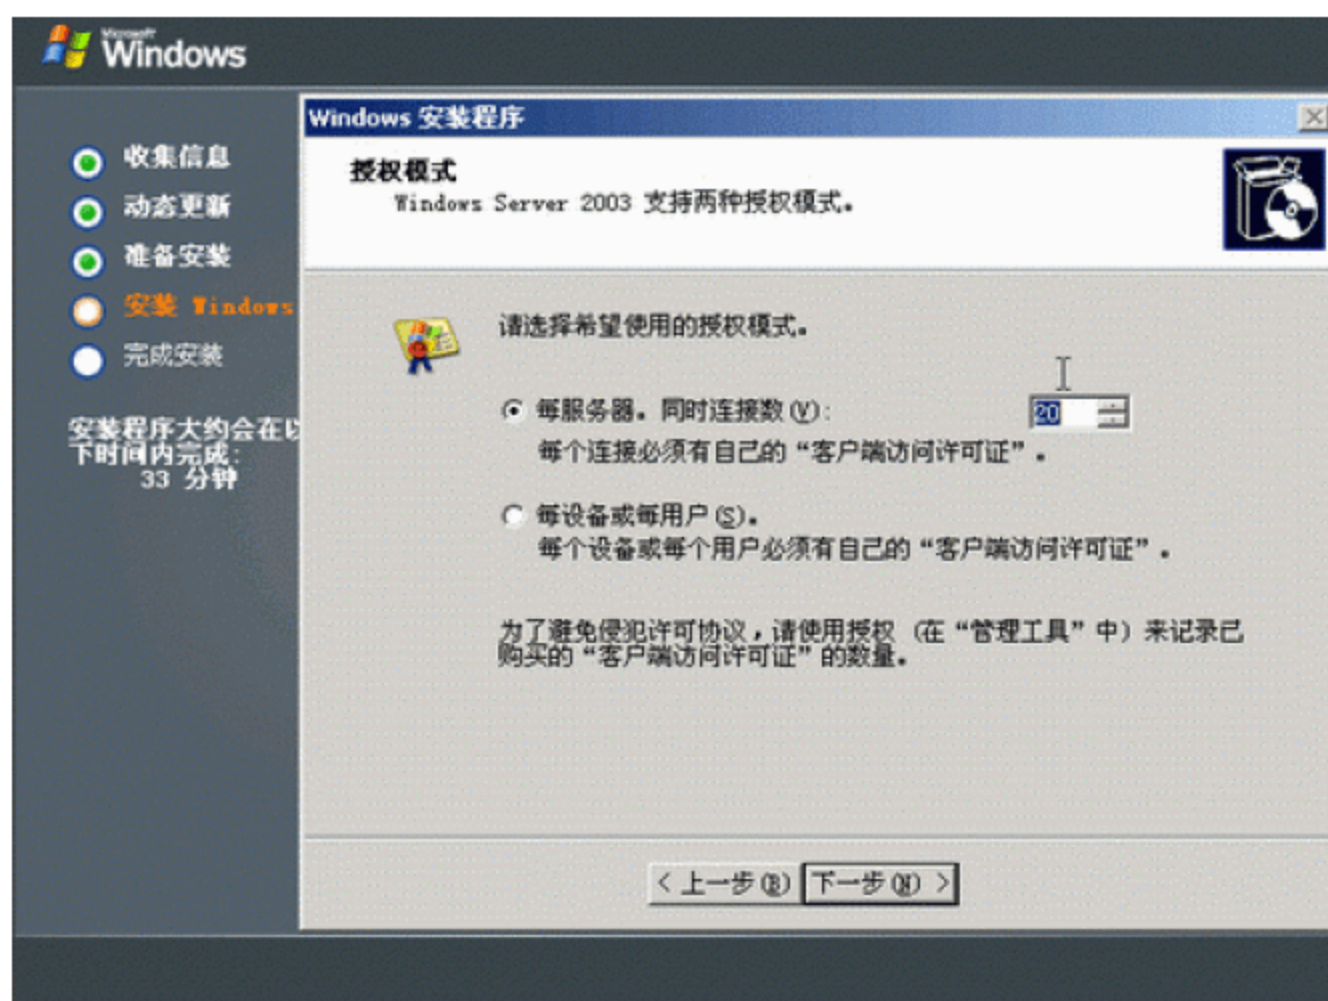 Microsoft
Windows
收集信息
动态更新
准备安装
安装 Windows
完成安装
安装程序大约会在以
下时间内完成:
33 分钟
Windows 安装程序
授权模式
Windows Server 2003 支持两种授权模式。
请选择希望使用的授权模式。
每服务器。同时连接数(V):
20
每个连接必须有自己的“客户端访问许可证”。
每设备或每用户(S)。
每个设备或每个用户必须有自己的“客户端访问许可证”。
为了避免侵犯许可协议,请使用授权 (在“管理工具”中) 来记录已
购买的“客户端访问许可证”的数量。
< 上一步(B) 下一步(N) >